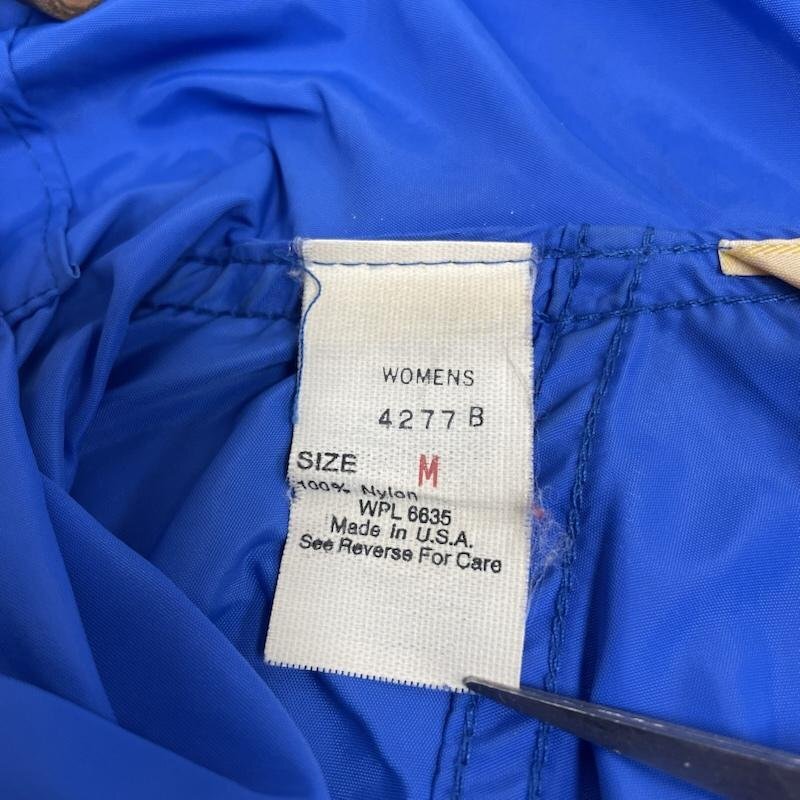 WOMENS
4277 B
SIZE M
100% Nylon
WPL 6635
Made in U.S.A.
See Reverse For Care